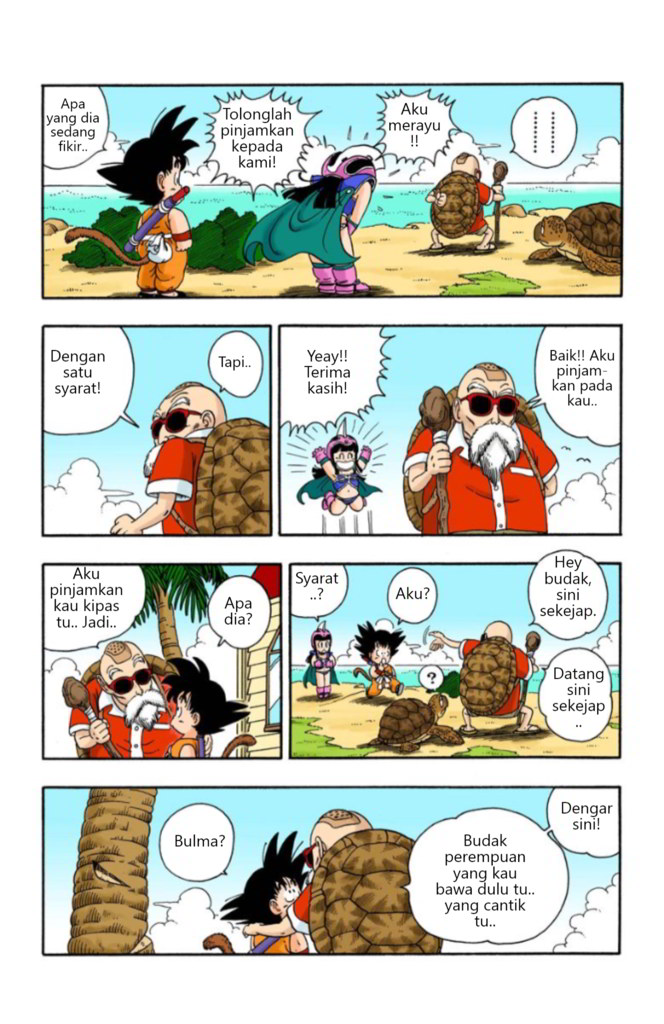 ⋮⋮
Aku
merayu
!!
Tolonglah
pinjamkan
kepada
kami!
Apa
yang dia
sedang
fikir..
Baik!! Aku
pinjam-
kan pada
kau..
Yeay!!
Terima
kasih!
Tapi..
Dengan
satu
syarat!
Hey
budak,
sini
sekejap.
Datang
sini
sekejap
..
?
Aku?
Syarat
..?
Apa
dia?
Aku
pinjamkan
kau kipas
tu.. Jadi..
Dengar
sini!
Budak
perempuan
yang kau
bawa dulu tu..
yang cantik
tu..
Bulma?